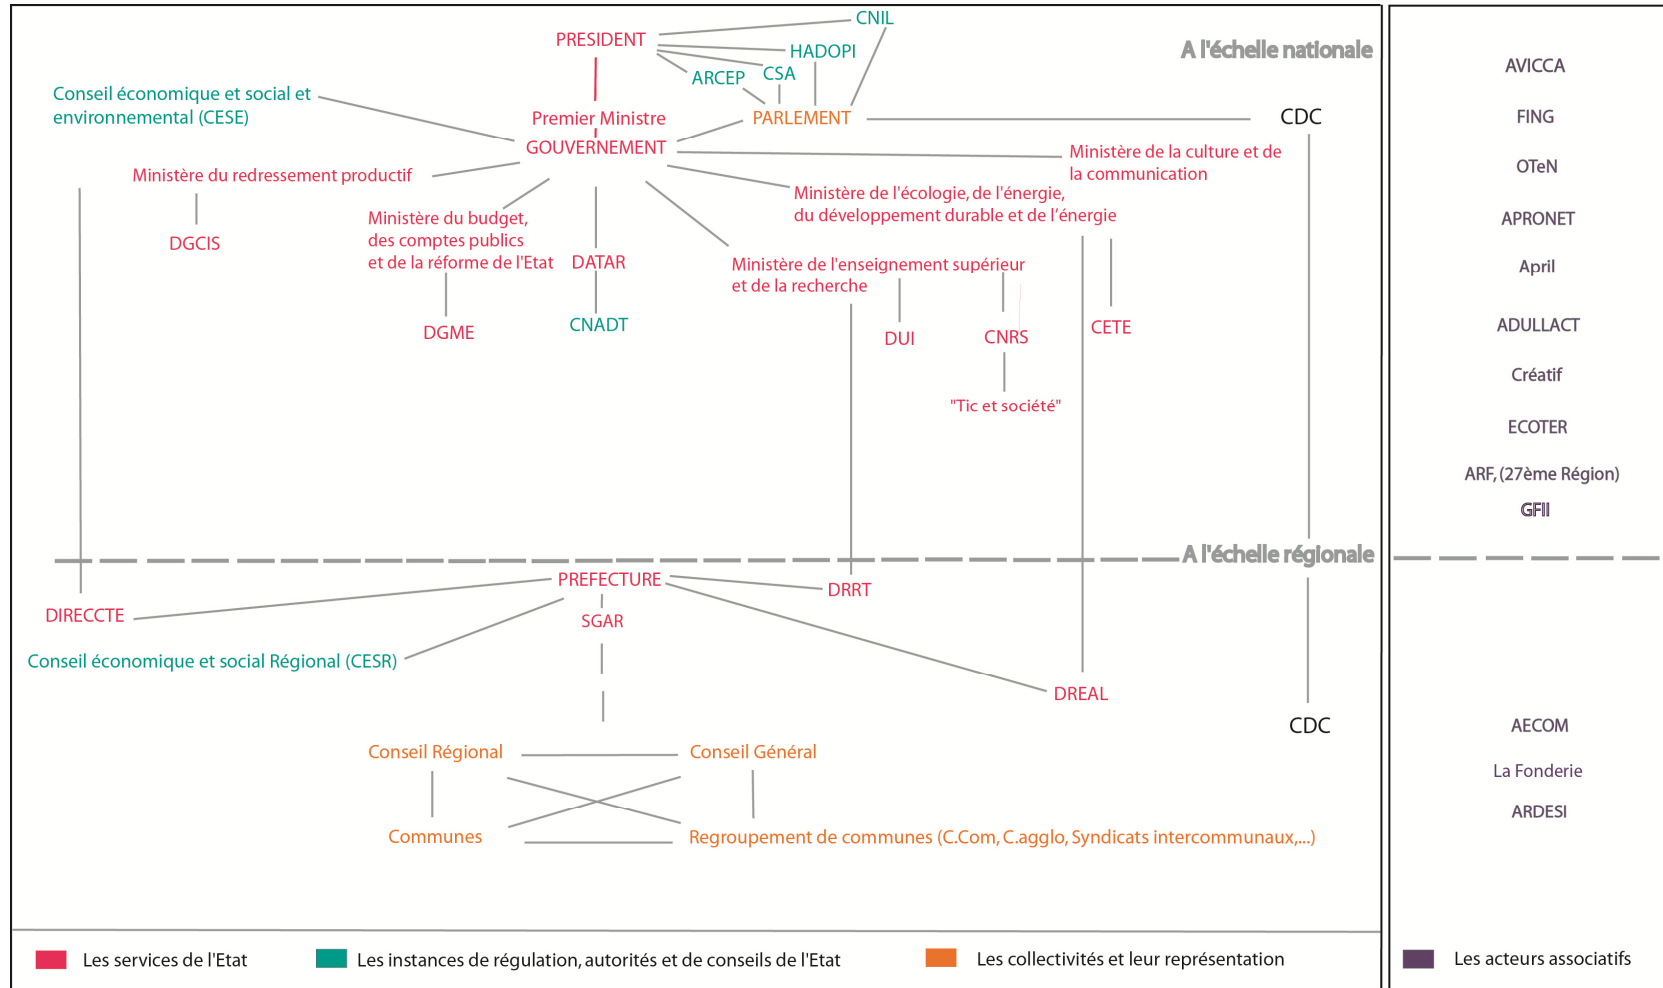 CNIL
PRESIDENT
HADOPI
A l'échelle nationale
ARCEP
CSA
Conseil économique et social et
environnemental (CESE)
Premier Ministre
PARLEMENT
CDC
GOUVERNEMENT
Ministère de la culture et de
la communication
Ministère du redressement productif
Ministère de l'écologie, de l'énergie,
du développement durable et de l'énergie
Ministère du budget,
des comptes publics
et de la réforme de l'Etat
DGCIS
DATAR
Ministère de l'enseignement supérieur
et de la recherche
DGME
CNADT
DUI
CNRS
CETE
"Tic et société"
A l'échelle régionale
PREFECTURE
DRRT
DIRECCTE
SGAR
Conseil économique et social Régional (CESR)
DREAL
CDC
Conseil Régional
Conseil Général
Communes
Regroupement de communes (C.Com, C.agglo, Syndicats intercommunaux,...)
Les services de l'Etat
Les instances de régulation, autorités et de conseils de l'Etat
Les collectivités et leur représentation
AVICCA
FING
OTeN
APRONET
April
ADULLACT
Créatif
ECOTER
ARF, (27ème Région)
GFII
AECOM
La Fonderie
ARDESI
Les acteurs associatifs